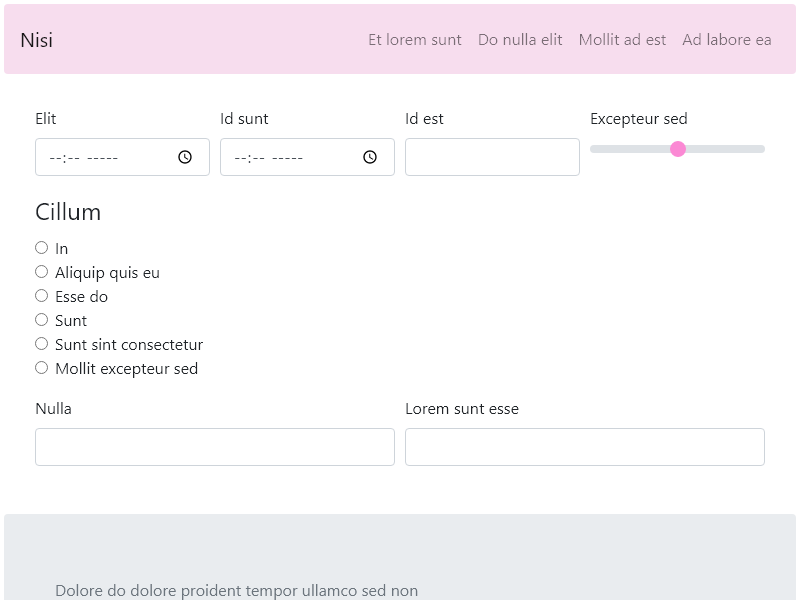 Nisi
Et lorem sunt
Do nulla elit
Mollit ad est
Ad labore ea
Elit
Id sunt
Id est
Excepteur sed
--:-- -----
--:-- -----
Cillum
In
Aliquip quis eu
Esse do
Sunt
Sunt sint consectetur
Mollit excepteur sed
Nulla
Lorem sunt esse
Dolore do dolore proident tempor ullamco sed non